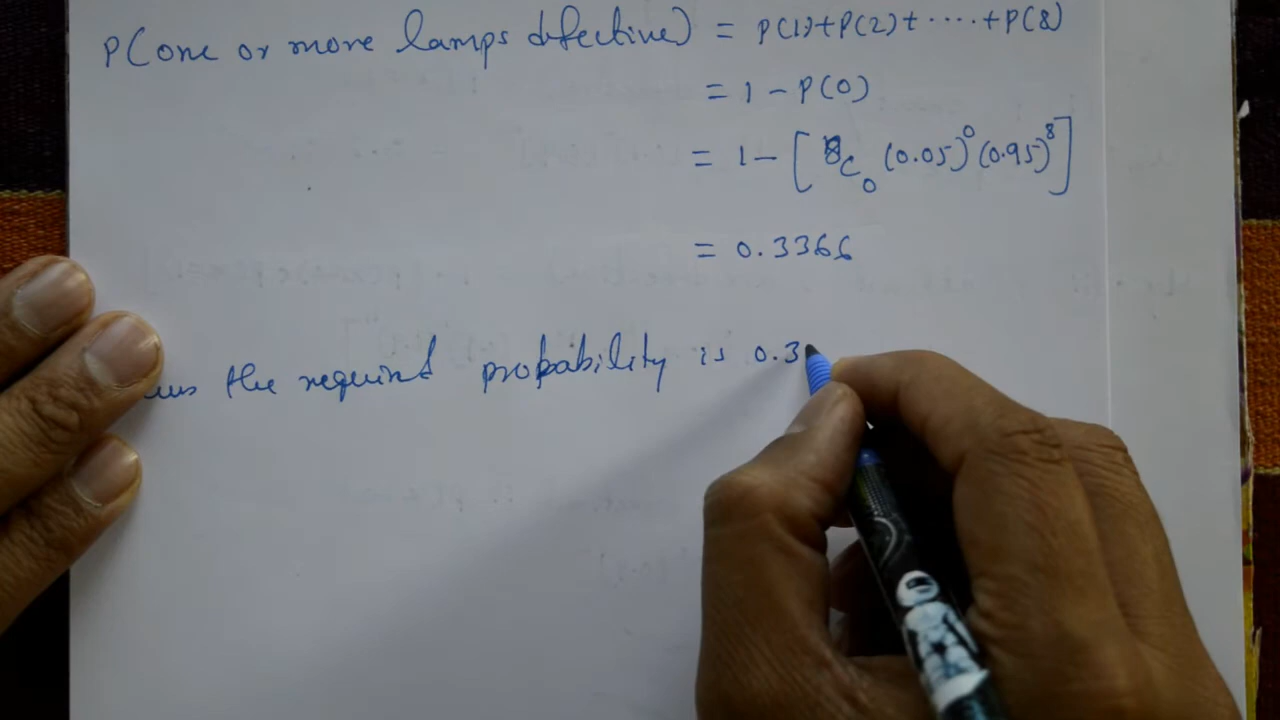 P(one or more lamps defective) = P(1)+P(2)+.....+P(8)
= 1 - P(0)
= 1 - [8C0 (0.05)^0 (0.95)^8]
= 0.3366
the required probability is 0.3